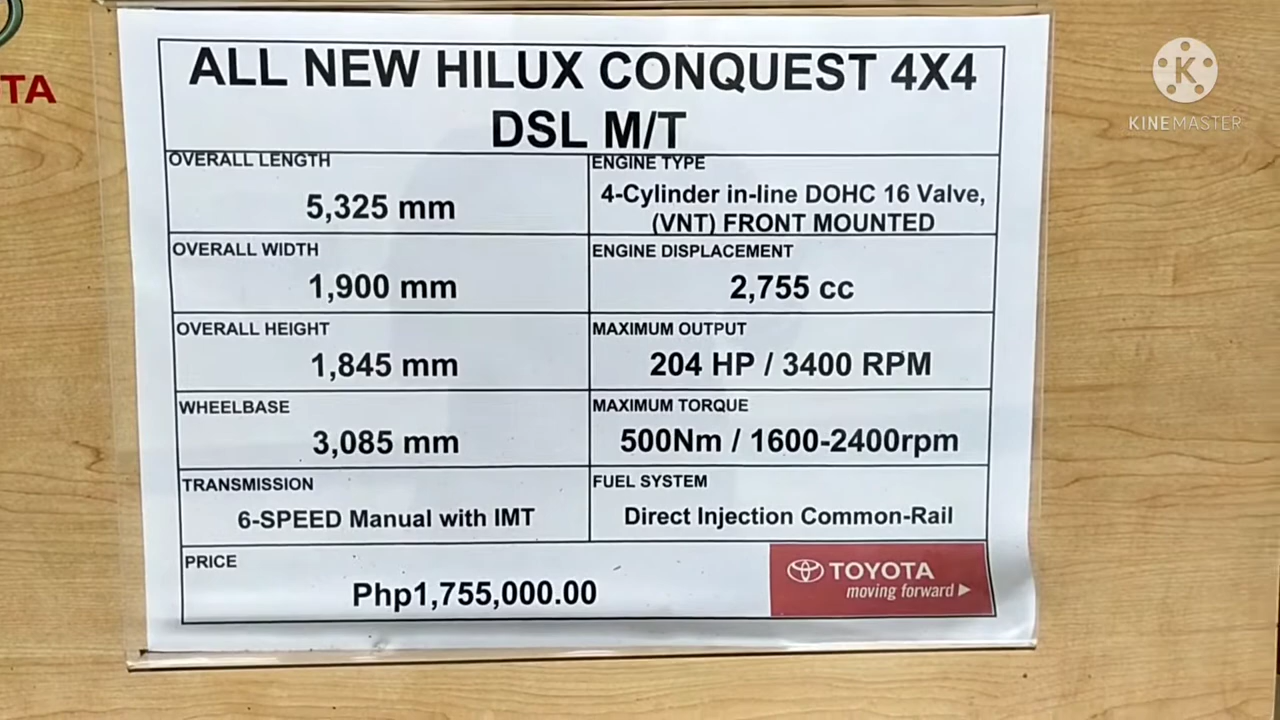 TA
ALL NEW HILUX CONQUEST 4X4
DSL M/T
OVERALL LENGTH
5,325 mm
ENGINE TYPE
4-Cylinder in-line DOHC 16 Valve,
(VNT) FRONT MOUNTED
OVERALL WIDTH
1,900 mm
ENGINE DISPLACEMENT
2,755 cc
OVERALL HEIGHT
1,845 mm
MAXIMUM OUTPUT
204 HP / 3400 RPM
WHEELBASE
3,085 mm
MAXIMUM TORQUE
500Nm / 1600-2400rpm
TRANSMISSION
6-SPEED Manual with IMT
FUEL SYSTEM
Direct Injection Common-Rail
PRICE
Php1,755,000.00
TOYOTA
moving forward
K
KINEMASTER